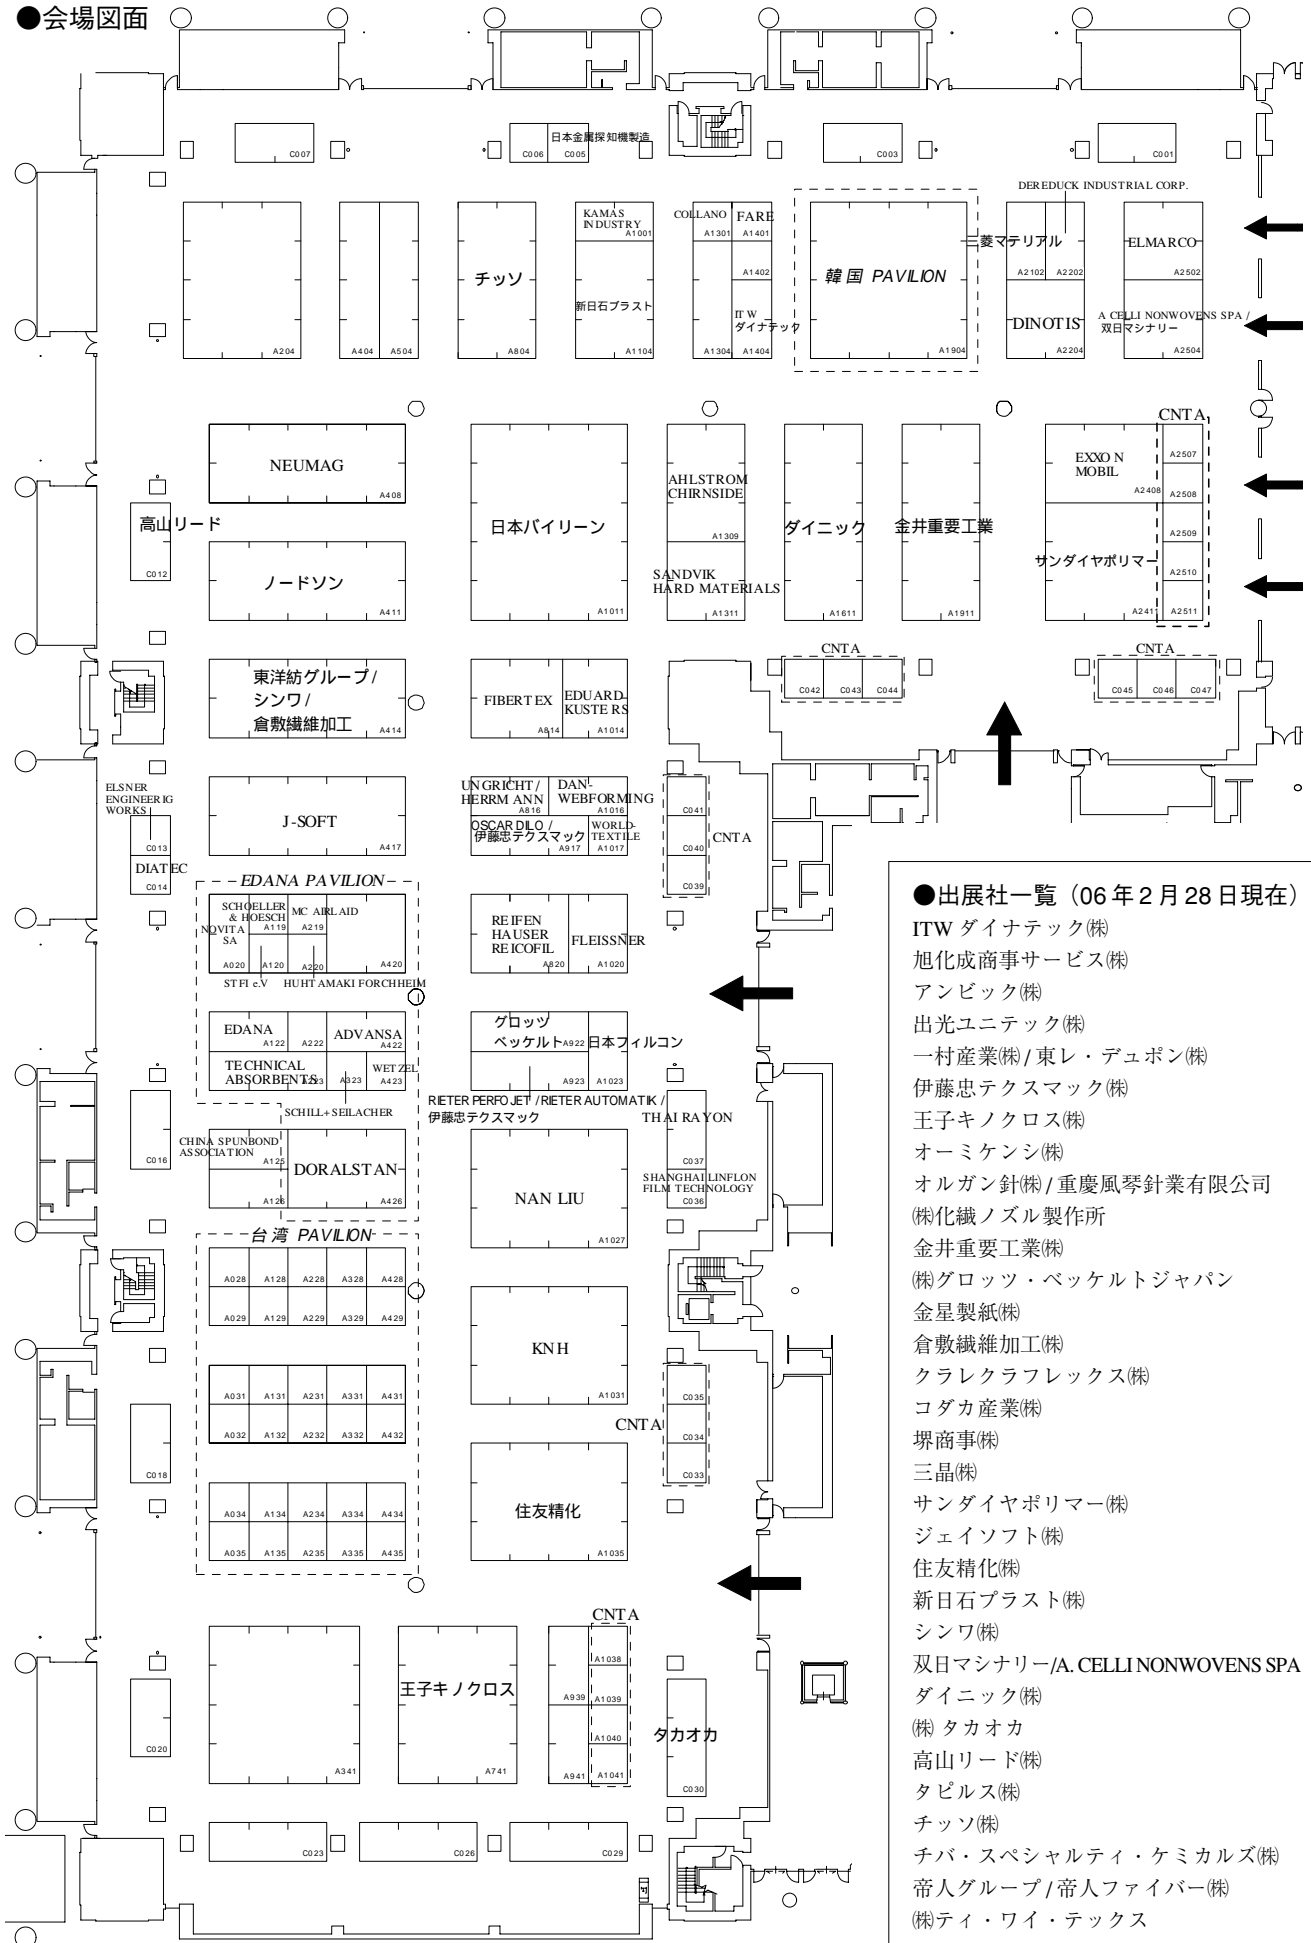 ●会場図面
C007
C006
C005
日本金属探知機製造
C003
C001
DEREDUCK INDUSTRIAL CORP.
A204
A404
A504
チッソ
A804
KAMAS
INDUSTRY
A1001
新日石プラスト
A1104
COLLANO
A1301
FARE
A1401
A1402
ITW
ダイナテック
A1304
A1404
韓国 PAVILION
A1904
三菱マテリアル
A2102
A2202
DINOTIS
A2204
ELMARCO
A2502
A CELLI NONWOVENS SPA /
双日マシナリー
A2504
NEUMAG
A408
高山リード
C012
ノードソン
A411
日本バイリーン
A1011
AHLSTROM
CHIRNSIDE
A1309
SANDVIK
HARD MATERIALS
A1311
ダイニック
A1611
金井重要工業
A1911
EXXON
MOBIL
A2408
サンダイヤポリマー
A2411
CNTA
A2507
A2508
A2509
A2510
A2511
CNTA
C042
C043
C044
CNTA
C045
C046
C047
東洋紡グループ/
シンワ/
倉敷繊維加工
A414
FIBERTEX
A814
EDUARD-
KUSTERS
A1014
ELSNER
ENGINEERIG
WORKS
C013
DIATEC
C014
J-SOFT
A417
UNGRICHT/
HERRMANN
A816
DAN-
WEBFORMING
A1016
OSCAR DILO /
伊藤忠テクスマック
A917
WORLD-
TEXTILE
A1017
C041
C040
C039
CNTA
EDANA PAVILION
SCHOELLER
& HOESCH
A119
MC AIRLAID
A219
NOVITA
SA
A020
A120
A220
A420
STFI e.V
HUHTAMAKI FORCHHEIM
REIFEN
HAUSER
REICOFIL
A820
FLEISSNER
A1020
EDANA
A122
A222
ADVANSA
A422
TECHNICAL
ABSORBENTS
A223
A323
WETZEL
A423
SCHILL+SEILACHER
グロッツ
ベッケルト
A922
日本フィルコン
A923
A1023
RIETER PERFOJET /RIETER AUTOMATIK /
伊藤忠テクスマック
C016
CHINA SPUNBOND
ASSOCIATION
A125
A126
DORALSTAN
A426
NAN LIU
A1027
THAI RAYON
C037
SHANGHAI LINFLON
FILM TECHNOLOGY
C036
台湾 PAVILION
A028
A128
A228
A328
A428
A029
A129
A229
A329
A429
A031
A131
A231
A331
A431
A032
A132
A232
A332
A432
A034
A134
A234
A334
A434
A035
A135
A235
A335
A435
C018
KNH
A1031
CNTA
C035
C034
C033
住友精化
A1035
C020
A341
王子キノクロス
A741
CNTA
A939
A941
A1038
A1039
A1040
A1041
タカオカ
C030
C023
C026
C029
●出展社一覧（06年2月28日現在）
ITW ダイナテック㈱
旭化成商事サービス㈱
アンビック㈱
出光ユニテック㈱
一村産業㈱/東レ・デュポン㈱
伊藤忠テクスマック㈱
王子キノクロス㈱
オーミケンシ㈱
オルガン針㈱/重慶風琴針業有限公司
㈱化繊ノズル製作所
金井重要工業㈱
㈱グロッツ・ベッケルトジャパン
金星製紙㈱
倉敷繊維加工㈱
クラレクラフレックス㈱
コダカ産業㈱
堺商事㈱
三晶㈱
サンダイヤポリマー㈱
ジェイソフト㈱
住友精化㈱
新日石プラスト㈱
シンワ㈱
双日マシナリー/A. CELLI NONWOVENS SPA
ダイニック㈱
㈱ タカオカ
高山リード㈱
タピルス㈱
チッソ㈱
チバ・スペシャルティ・ケミカルズ㈱
帝人グループ/帝人ファイバー㈱
㈱ティ・ワイ・テックス